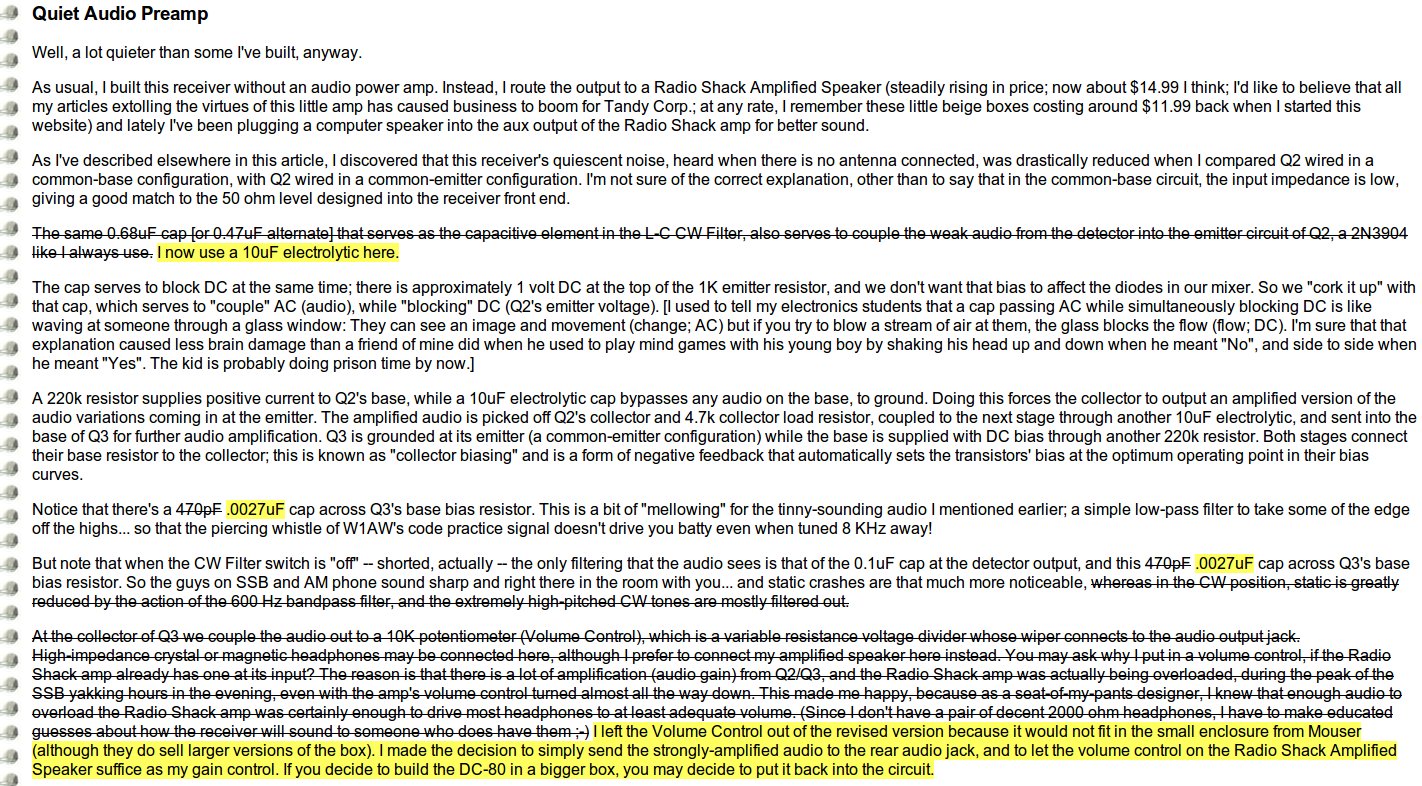 Quiet Audio Preamp
Well, a lot quieter than some I've built, anyway.
As usual, I built this receiver without an audio power amp. Instead, I route the output to a Radio Shack Amplified Speaker (steadily rising in price; now about $14.99 I think; I'd like to believe that all
my articles extolling the virtues of this little amp has caused business to boom for Tandy Corp.; at any rate, I remember these little beige boxes costing around $11.99 back when I started this
website) and lately I've been plugging a computer speaker into the aux output of the Radio Shack amp for better sound.
As I've described elsewhere in this article, I discovered that this receiver's quiescent noise, heard when there is no antenna connected, was drastically reduced when I compared Q2 wired in a
common-base configuration, with Q2 wired in a common-emitter configuration. I'm not sure of the correct explanation, other than to say that in the common-base circuit, the input impedance is low,
giving a good match to the 50 ohm level designed into the receiver front end.
The same 0.68uF cap [or 0.47uF alternate] that serves as the capacitive element in the L-C CW Filter, also serves to couple the weak audio from the detector into the emitter circuit of Q2, a 2N3904
like I always use. I now use a 10uF electrolytic here.
The cap serves to block DC at the same time; there is approximately 1 volt DC at the top of the 1K emitter resistor, and we don't want that bias to affect the diodes in our mixer. So we "cork it up" with
that cap, which serves to "couple" AC (audio), while "blocking" DC (Q2's emitter voltage). [I used to tell my electronics students that a cap passing AC while simultaneously blocking DC is like
waving at someone through a glass window: They can see an image and movement (change; AC) but if you try to blow a stream of air at them, the glass blocks the flow (flow; DC). I'm sure that that
explanation caused less brain damage than a friend of mine did when he used to play mind games with his young boy by shaking his head up and down when he meant "No", and side to side when
he meant "Yes". The kid is probably doing prison time by now.]
A 220k resistor supplies positive current to Q2's base, while a 10uF electrolytic cap bypasses any audio on the base, to ground. Doing this forces the collector to output an amplified version of the
audio variations coming in at the emitter. The amplified audio is picked off Q2's collector and 4.7k collector load resistor, coupled to the next stage through another 10uF electrolytic, and sent into the
base of Q3 for further audio amplification. Q3 is grounded at its emitter (a common-emitter configuration) while the base is supplied with DC bias through another 220k resistor. Both stages connect
their base resistor to the collector; this is known as "collector biasing" and is a form of negative feedback that automatically sets the transistors' bias at the optimum operating point in their bias
curves.
Notice that there's a 470pF .0027uF cap across Q3's base bias resistor. This is a bit of "mellowing" for the tinny-sounding audio I mentioned earlier; a simple low-pass filter to take some of the edge
off the highs... so that the piercing whistle of W1AW's code practice signal doesn't drive you batty even when tuned 8 KHz away!
But note that when the CW Filter switch is "off" -- shorted, actually -- the only filtering that the audio sees is that of the 0.1uF cap at the detector output, and this 470pF .0027uF cap across Q3's base
bias resistor. So the guys on SSB and AM phone sound sharp and right there in the room with you... and static crashes are that much more noticeable, whereas in the CW position, static is greatly
reduced by the action of the 600 Hz bandpass filter, and the extremely high-pitched CW tones are mostly filtered out.
At the collector of Q3 we couple the audio out to a 10K potentiometer (Volume Control), which is a variable resistance voltage divider whose wiper connects to the audio output jack.
High-impedance crystal or magnetic headphones may be connected here, although I prefer to connect my amplified speaker here instead. You may ask why I put in a volume control, if the Radio
Shack amp already has one at its input? The reason is that there is a lot of amplification (audio gain) from Q2/Q3, and the Radio Shack amp was actually being overloaded, during the peak of the
SSB yakking hours in the evening, even with the amp's volume control turned almost all the way down. This made me happy, because as a seat-of-my-pants designer, I knew that enough audio to
overload the Radio Shack amp was certainly enough to drive most headphones to at least adequate volume. (Since I don't have a pair of decent 2000 ohm headphones, I have to make educated
guesses about how the receiver will sound to someone who does have them ;-) I left the Volume Control out of the revised version because it would not fit in the small enclosure from Mouser
(although they do sell larger versions of the box). I made the decision to simply send the strongly-amplified audio to the rear audio jack, and to let the volume control on the Radio Shack Amplified
Speaker suffice as my gain control. If you decide to build the DC-80 in a bigger box, you may decide to put it back into the circuit.